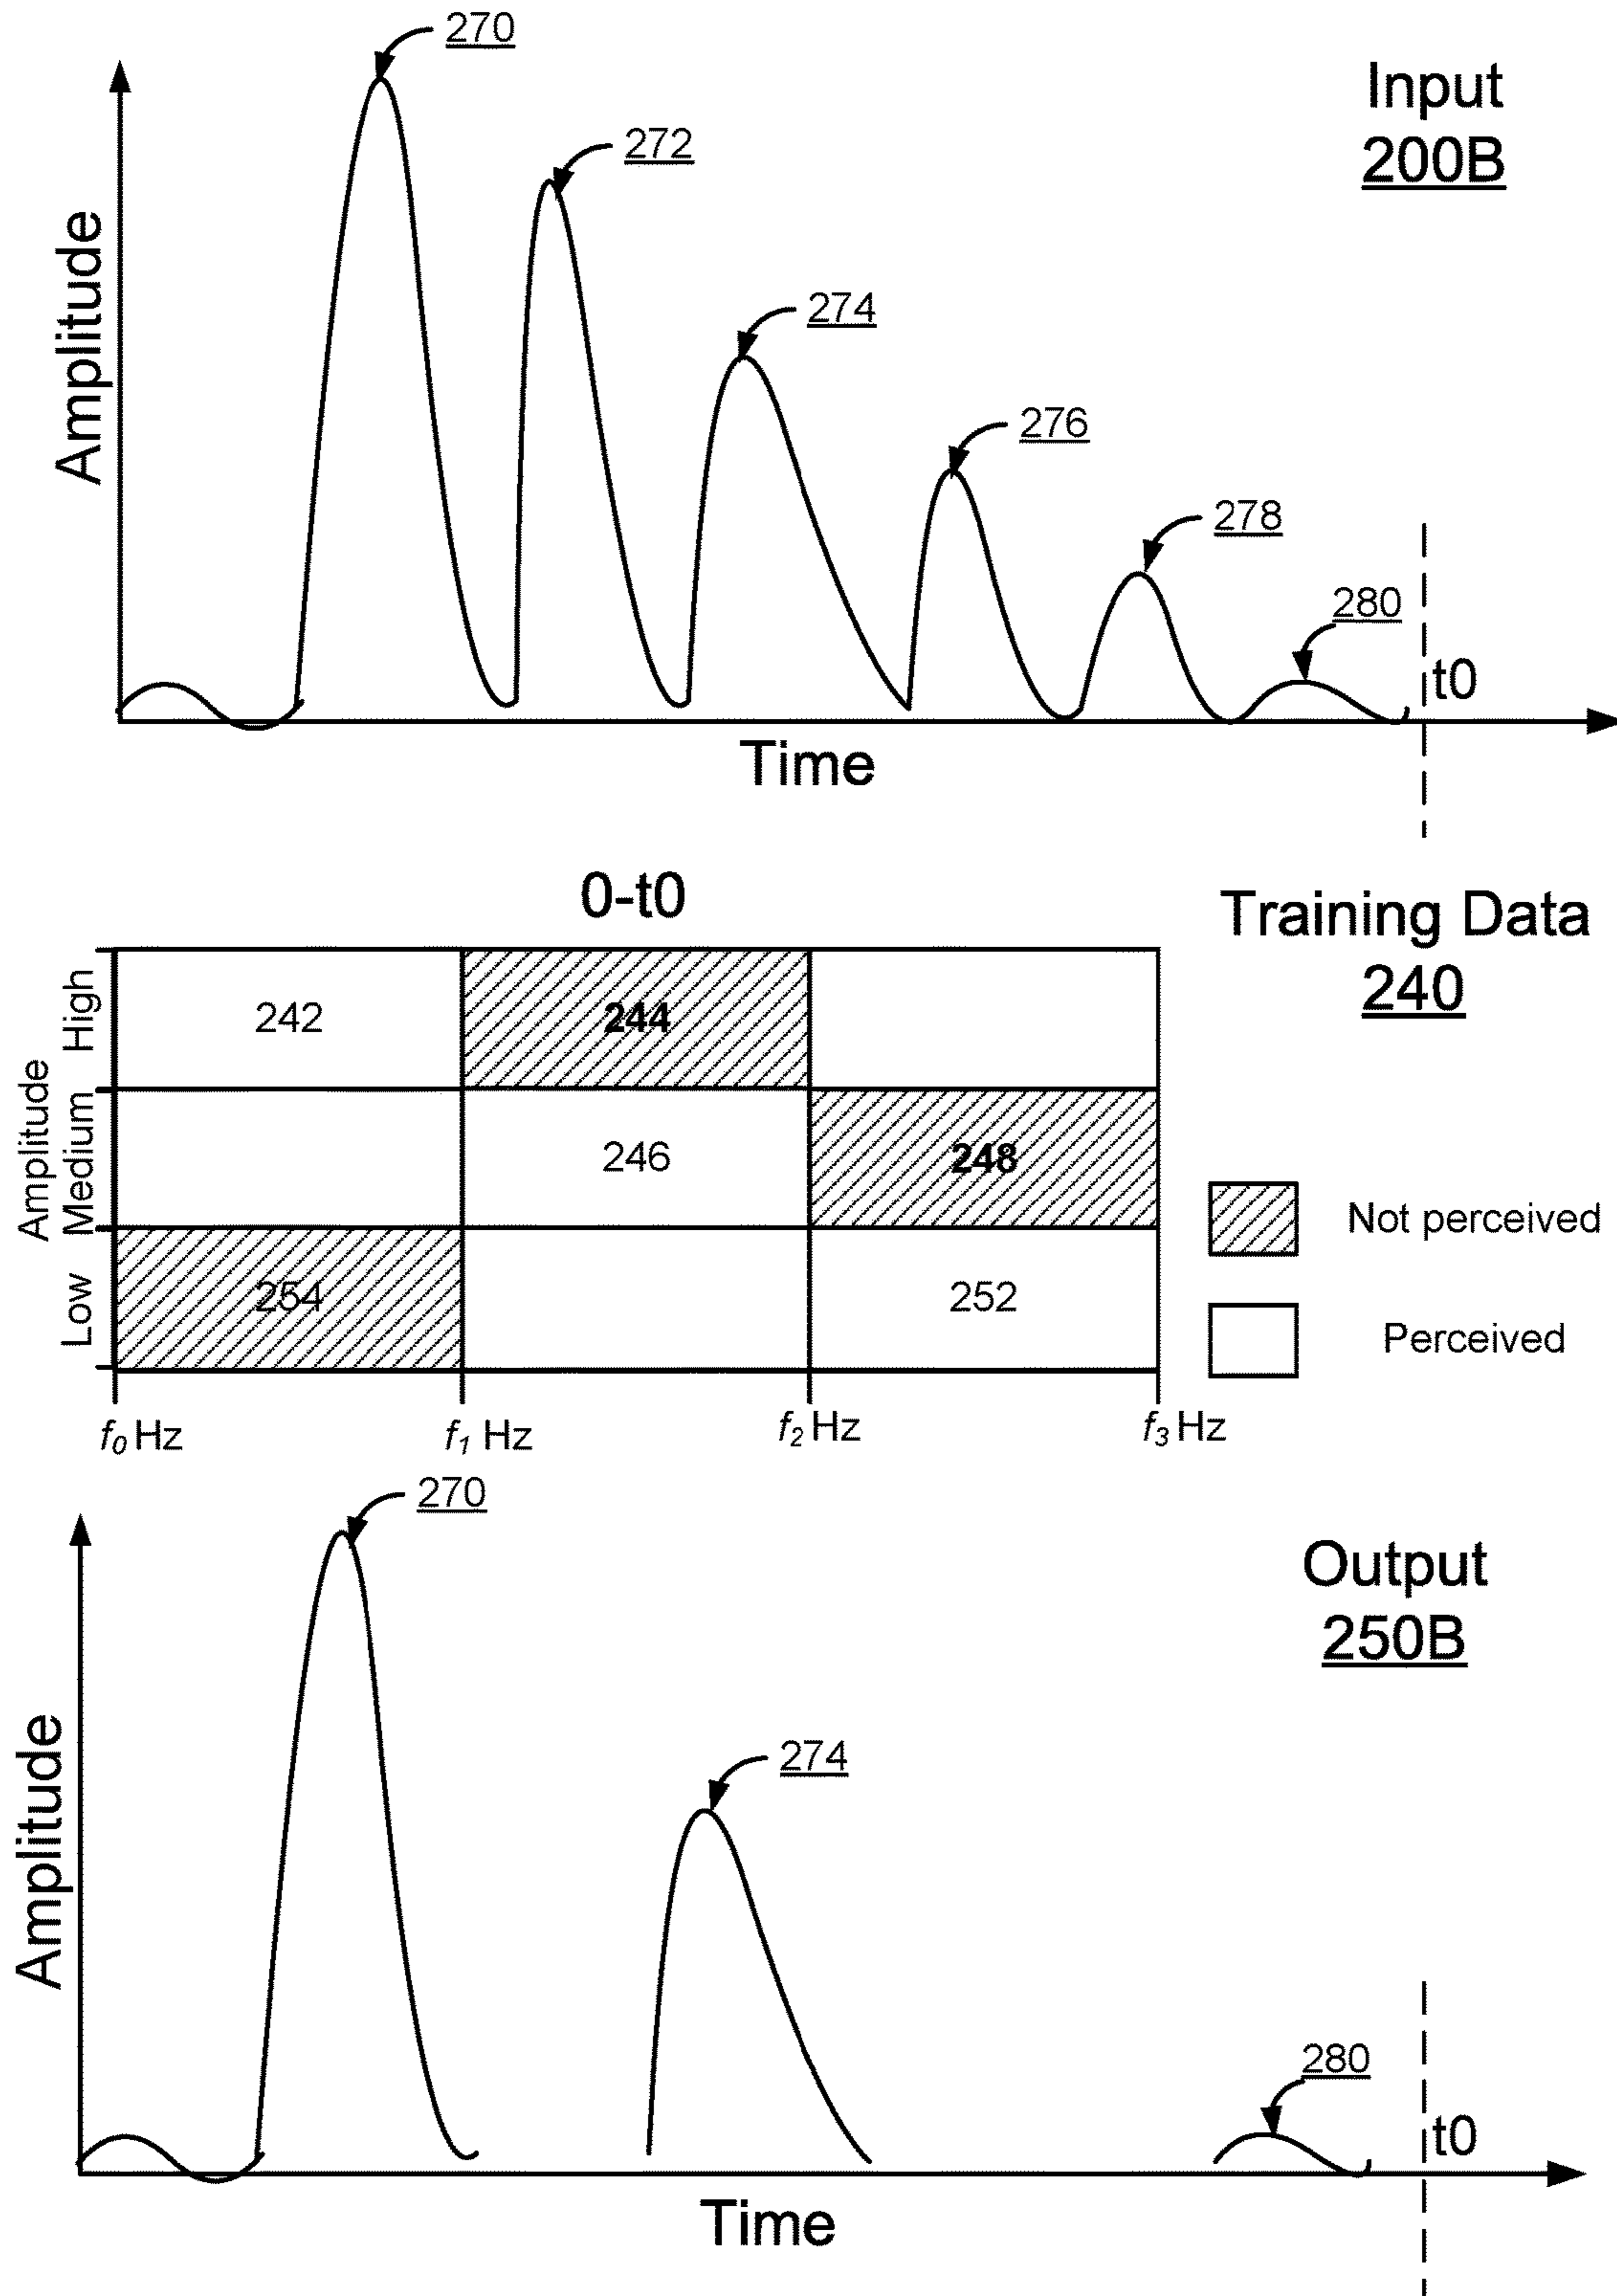 270
Input
200B
272
274
276
278
280
t0
Amplitude
Time
0-t0
Training Data
240
Amplitude
High
Medium
Low
242
244
246
248
254
252
Not perceived
Perceived
f0 Hz
f1 Hz
f2 Hz
f3 Hz
270
Output
250B
274
280
t0
Amplitude
Time